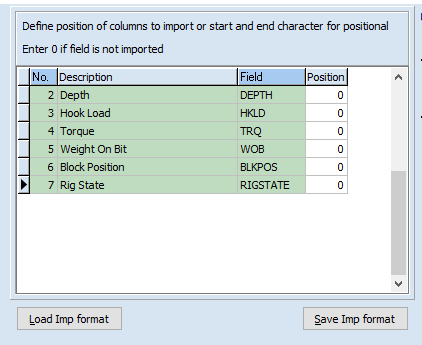 Define position of columns to import or start and end character for positional
Enter 0 if field is not imported
No. Description Field Position
2 Depth DEPTH 0
3 Hook Load HKLD 0
4 Torque TRQ 0
5 Weight On Bit WOB 0
6 Block Position BLKPOS 0
7 Rig State RIGSTATE 0
Load Imp format Save Imp format